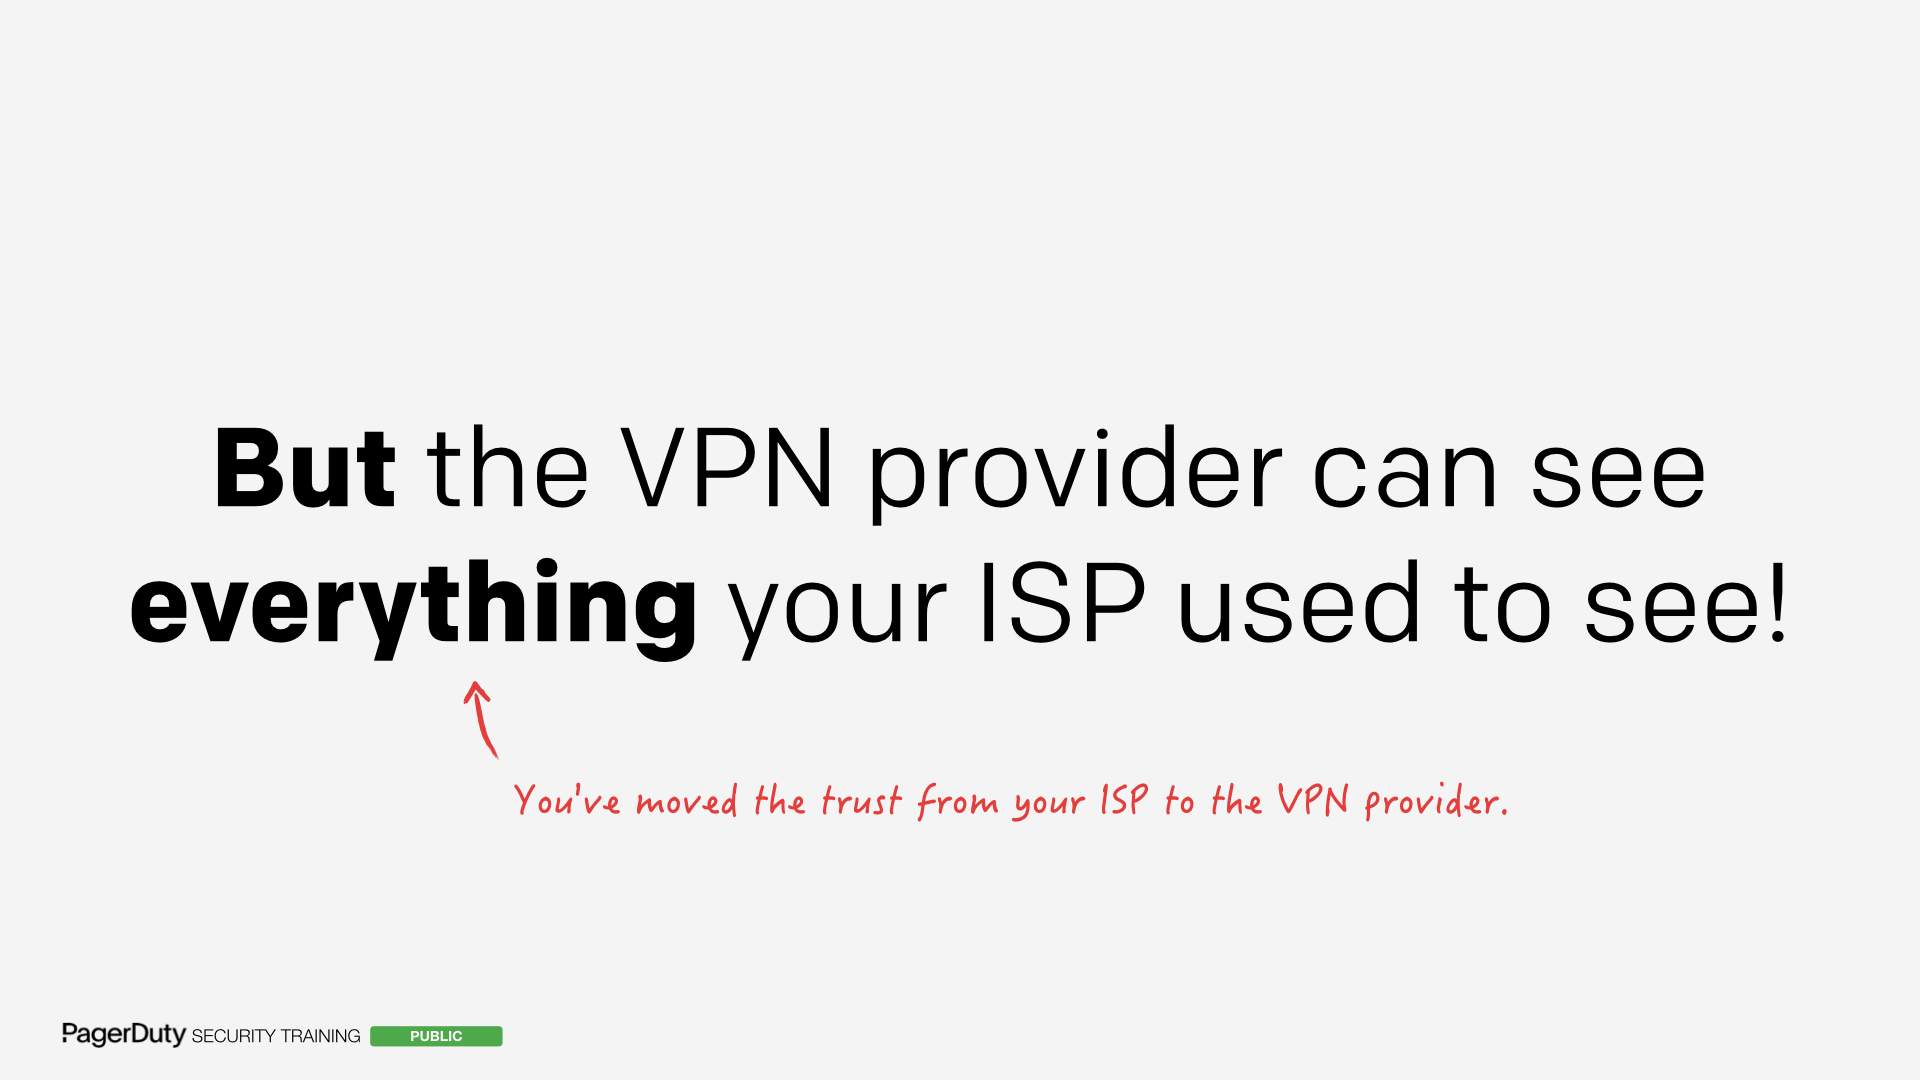 But the VPN provider can see
everything your ISP used to see!
You've moved the trust from your ISP to the VPN provider.
PagerDuty SECURITY TRAINING PUBLIC